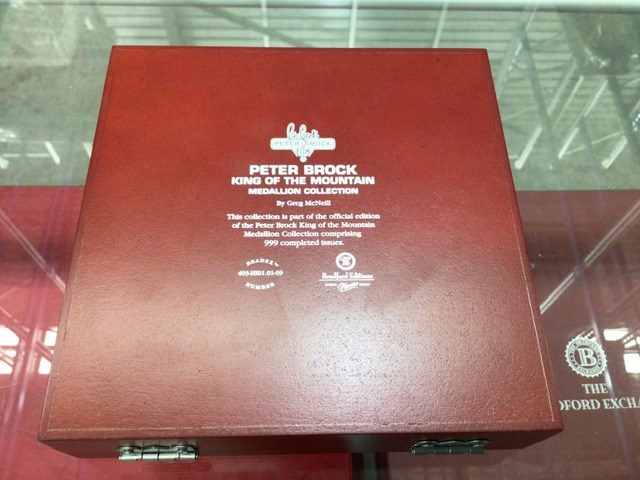 PETER BROCK
PETER BROCK
KING OF THE MOUNTAIN
MEDALLION COLLECTION
By Greg McNeill
This collection is part of the official edition
of the Peter Brock King of the Mountain
Medallion Collection comprising
999 completed issues.
BRADEX™
NUMBER
Bradford Editions
B
THE
DFORD EXCHA